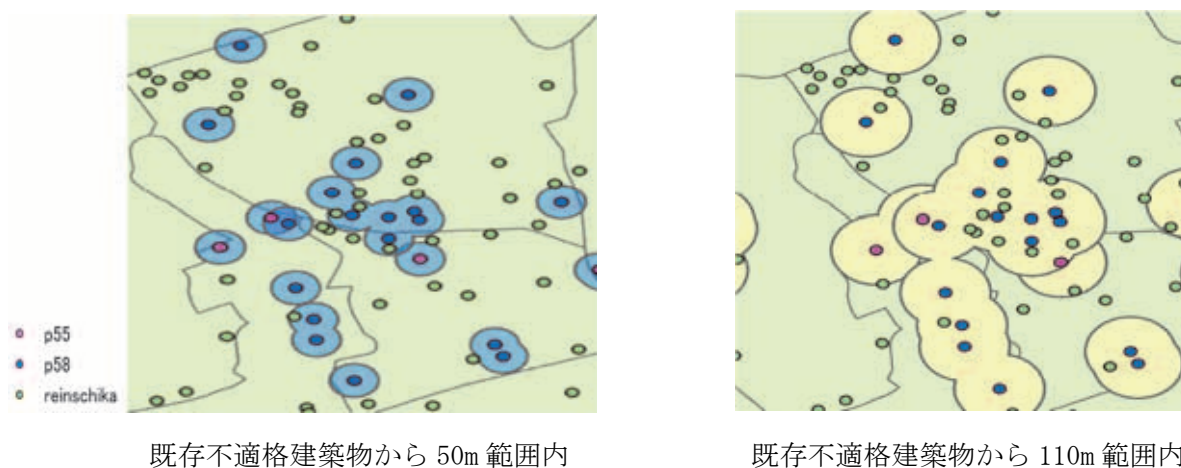 p55
p58
reinschika
既存不適格建築物から 50m 範囲内
既存不適格建築物から 110m 範囲内